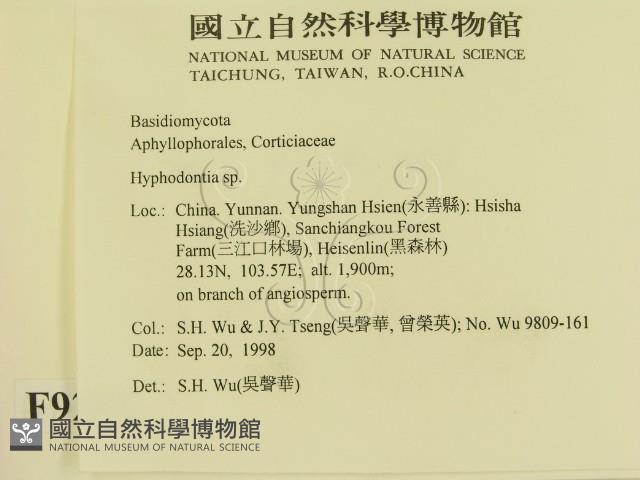 國立自然科學博物館
NATIONAL MUSEUM OF NATURAL SCIENCE
TAICHUNG, TAIWAN, R.O.CHINA
Basidiomycota
Aphyllophorales, Corticiaceae
Hyphodontia sp.
Loc.: China. Yunnan. Yungshan Hsien(永善縣): Hsisha
Hsiang(洗沙鄉), Sanchiangkou Forest
Farm(三江口林場), Heisenlin(黑森林)
28.13N, 103.57E; alt. 1,900m;
on branch of angiosperm.
Col.: S.H. Wu & J.Y. Tseng(吳聲華, 曾榮英); No. Wu 9809-161
Date: Sep. 20, 1998
Det.: S.H. Wu(吳聲華)
國立自然科學博物館
NATIONAL MUSEUM OF NATURAL SCIENCE